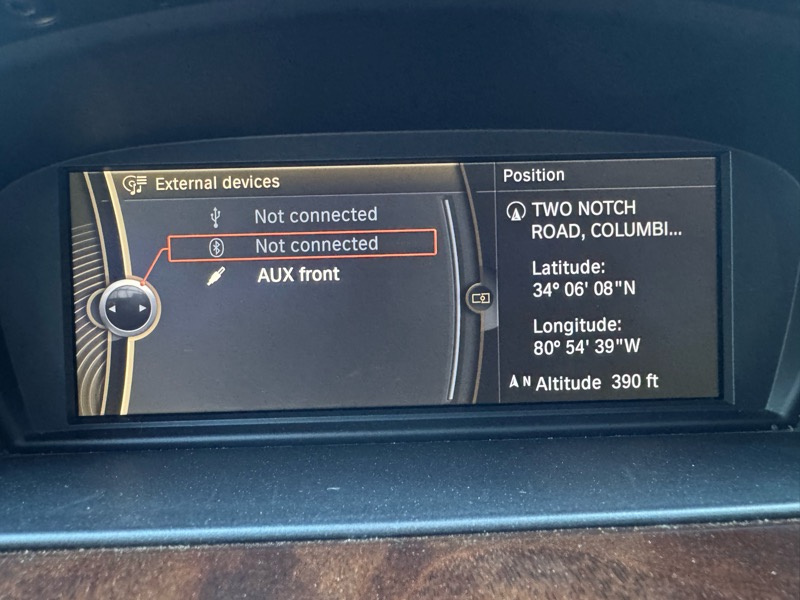 External devices
Not connected
Not connected
AUX front
Position
TWO NOTCH
ROAD, COLUMBI...
Latitude:
34° 06' 08"N
Longitude:
80° 54' 39"W
N Altitude 390 ft